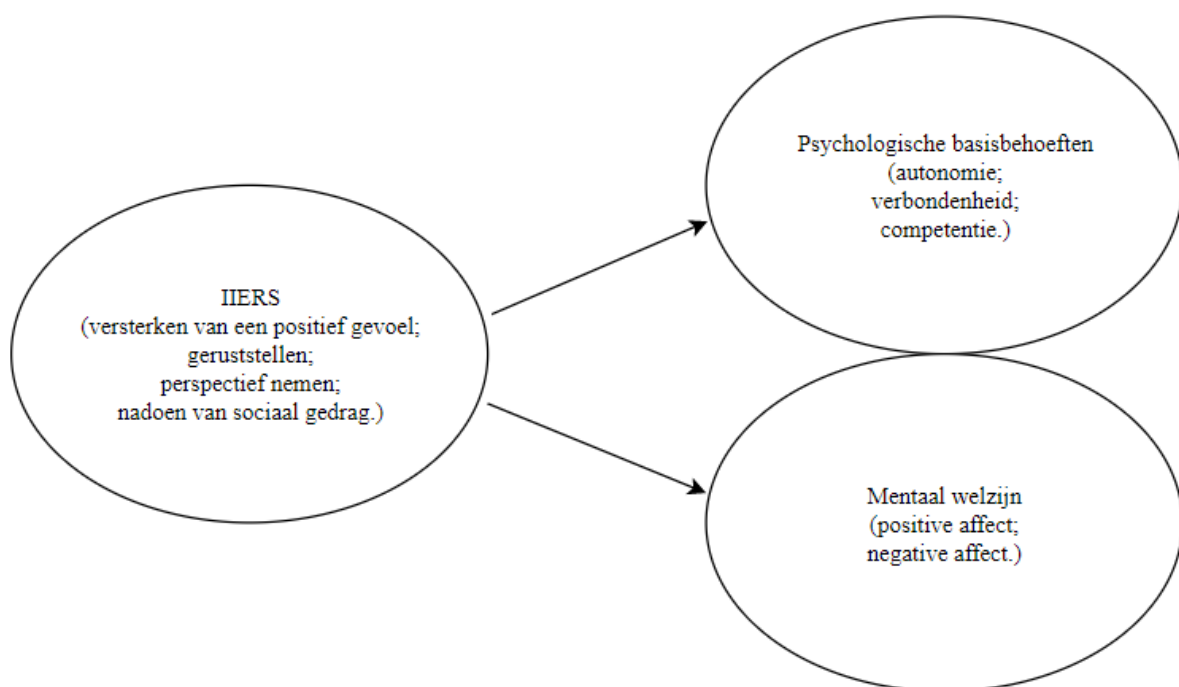 IIERS
(versterken van een positief gevoel;
geruststellen;
perspectief nemen;
nadoen van sociaal gedrag.)
Psychologische basisbehoeften
(autonomie;
verbondenheid;
competentie.)
Mentaal welzijn
(positive affect;
negative affect.)